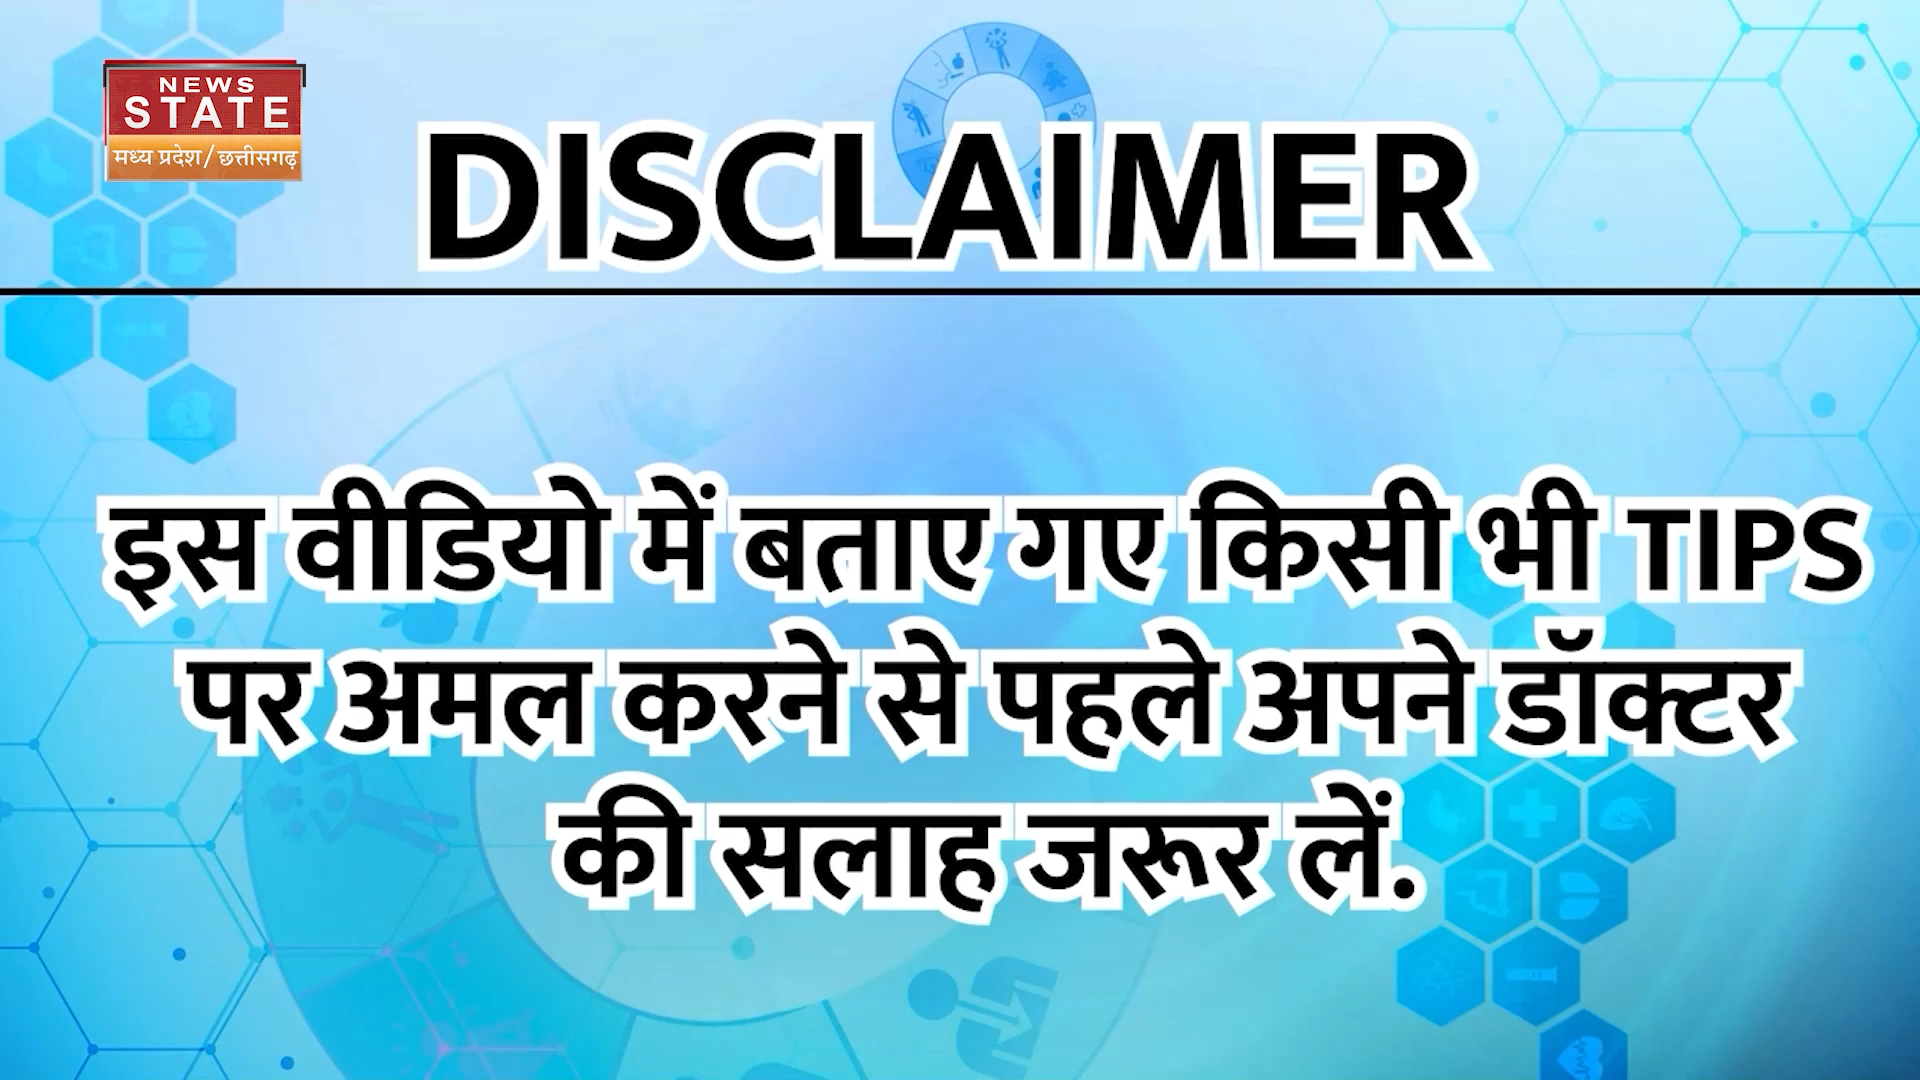 NEWS
STATE
मध्य प्रदेश/छत्तीसगढ़
DISCLAIMER
इस वीडियो में बताए गए किसी भी TIPS
पर अमल करने से पहले अपने डॉक्टर
की सलाह जरूर लें.